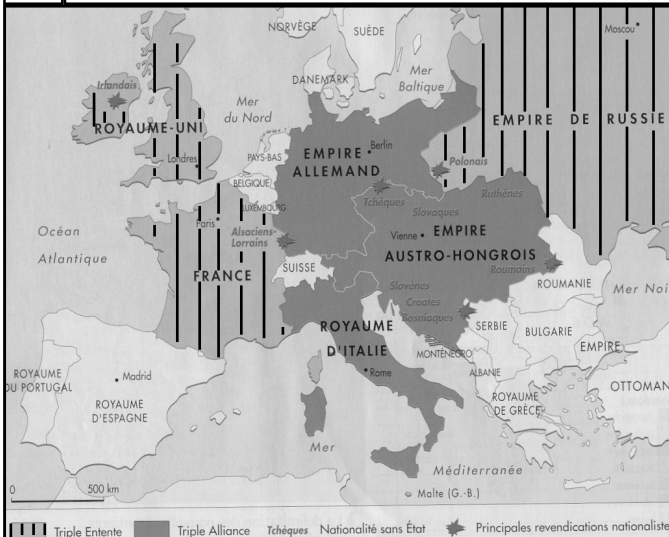 NORVÈGE
SUÈDE
Moscou
DANEMARK
Mer
Baltique
Irlandais
Mer
du Nord
ROYAUME-UNI
EMPIRE DE RUSSIE
Londres
PAYS-BAS
EMPIRE
ALLEMAND
Berlin
Polonais
BELGIQUE
LUXEMBOURG
Tchèques
Slovaques
Ruthènes
Paris
Alsaciens-
Lorrains
Océan
Atlantique
Vienne
EMPIRE
AUSTRO-HONGROIS
FRANCE
SUISSE
Roumains
Slovènes
Croates
Bosniaques
ROUMANIE
Mer Noi
ROYAUME
D'ITALIE
SERBIE
BULGARIE
MONTÉNÉGRO
EMPIRE
OTTOMAN
ALBANIE
ROYAUME
DE GRÈCE
ROYAUME
DU PORTUGAL
Madrid
ROYAUME
D'ESPAGNE
Rome
Mer
Méditerranée
0 500 km
Malte (G.-B.)
Triple Entente Triple Alliance Tchèques Nationalité sans État Principales revendications nationaliste